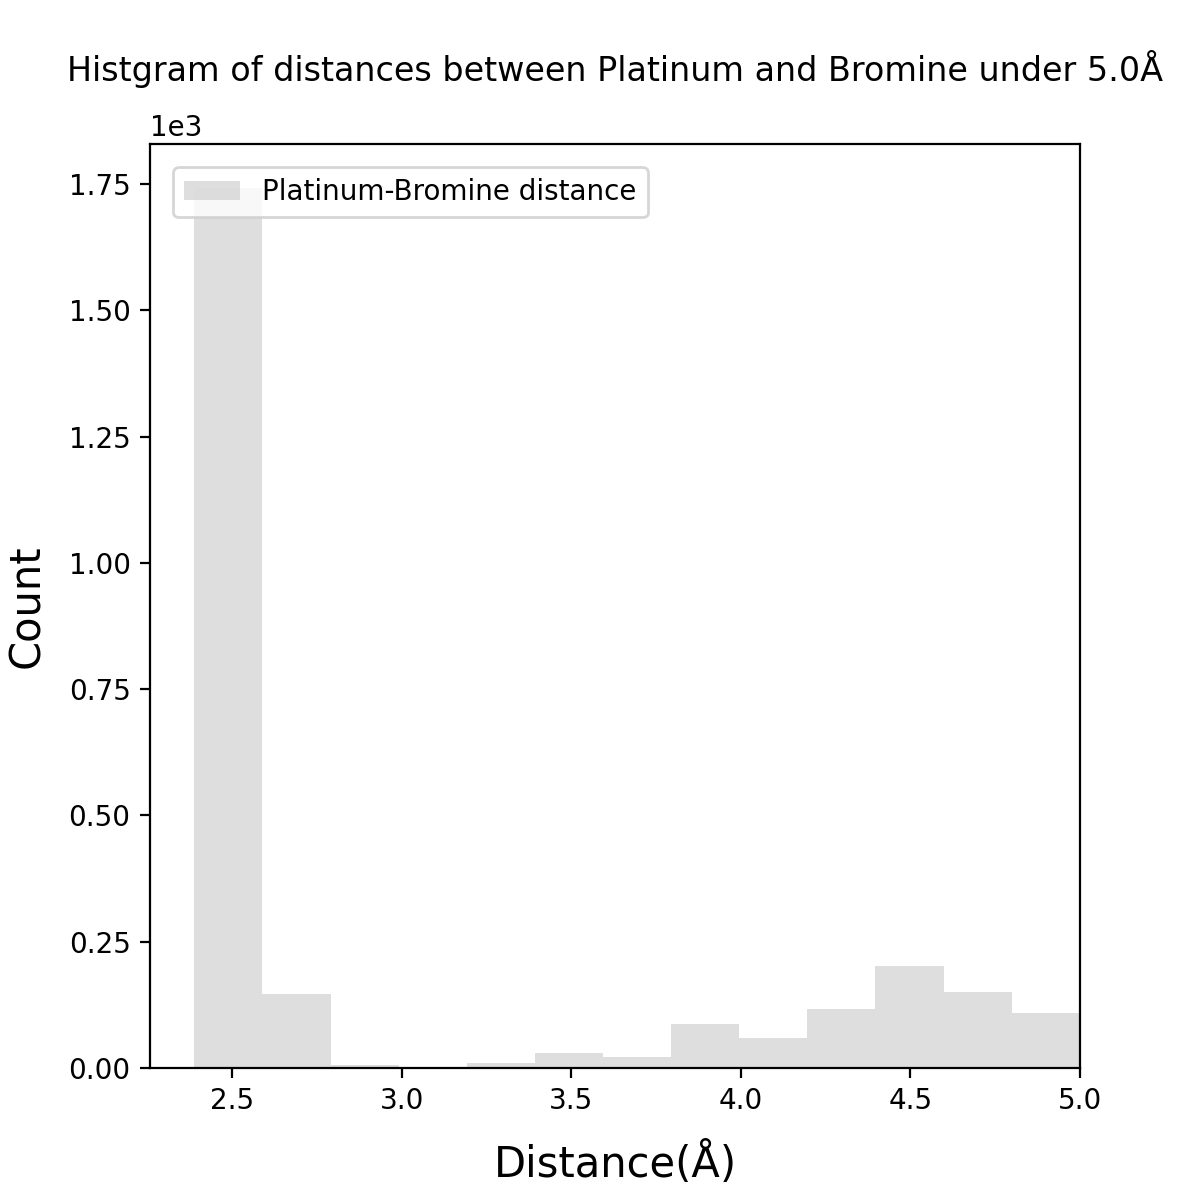 Histgram of distances between Platinum and Bromine under 5.0Å
1e3
Platinum-Bromine distance
1.75
1.50
1.25
1.00
0.75
0.50
0.25
0.00
Count
2.5 3.0 3.5 4.0 4.5 5.0
Distance(Å)